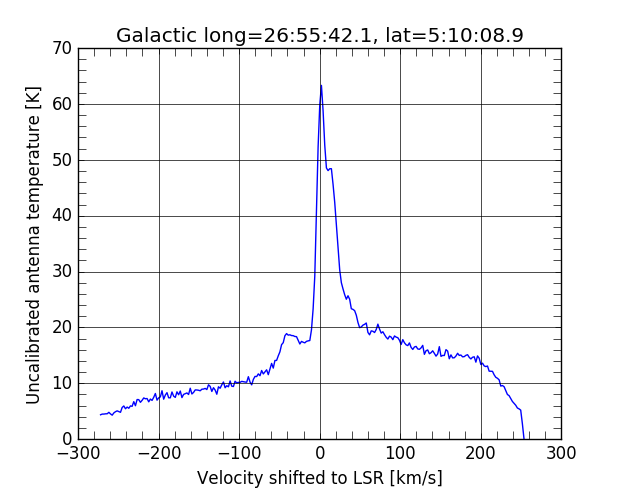 Galactic long=26:55:42.1, lat=5:10:08.9
Uncalibrated antenna temperature [K]
70
60
50
40
30
20
10
0
−300 −200 −100 0 100 200 300
Velocity shifted to LSR [km/s]